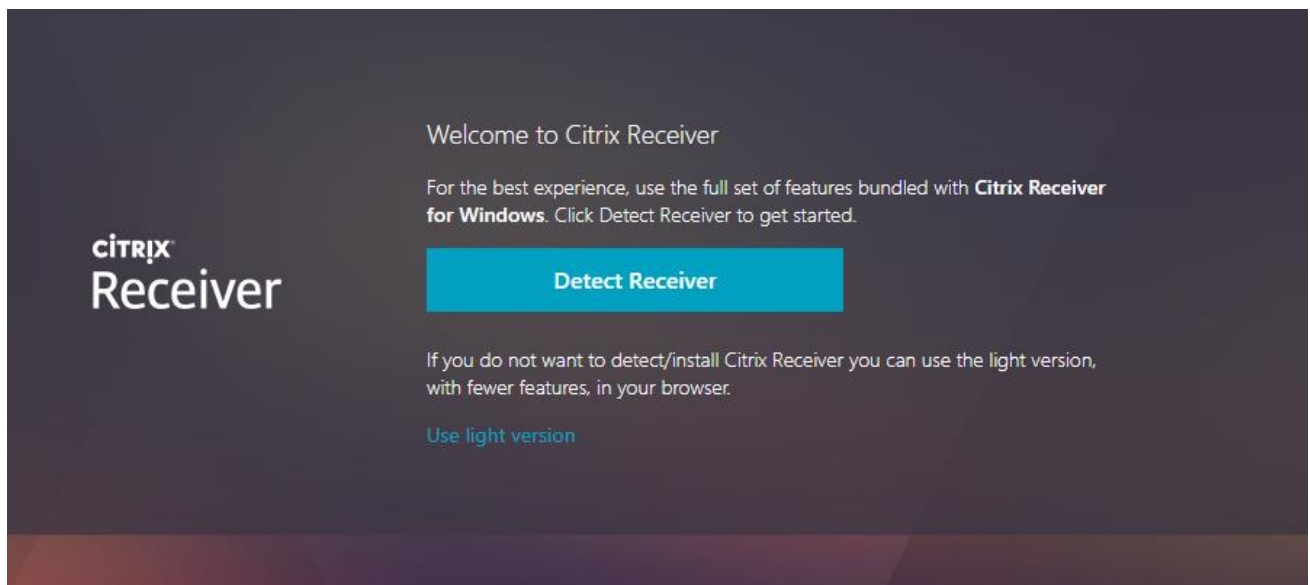 Welcome to Citrix Receiver
For the best experience, use the full set of features bundled with Citrix Receiver
for Windows. Click Detect Receiver to get started.
CİTRỊX
Receiver
Detect Receiver
If you do not want to detect/install Citrix Receiver you can use the light version,
with fewer features, in your browser.
Use light version